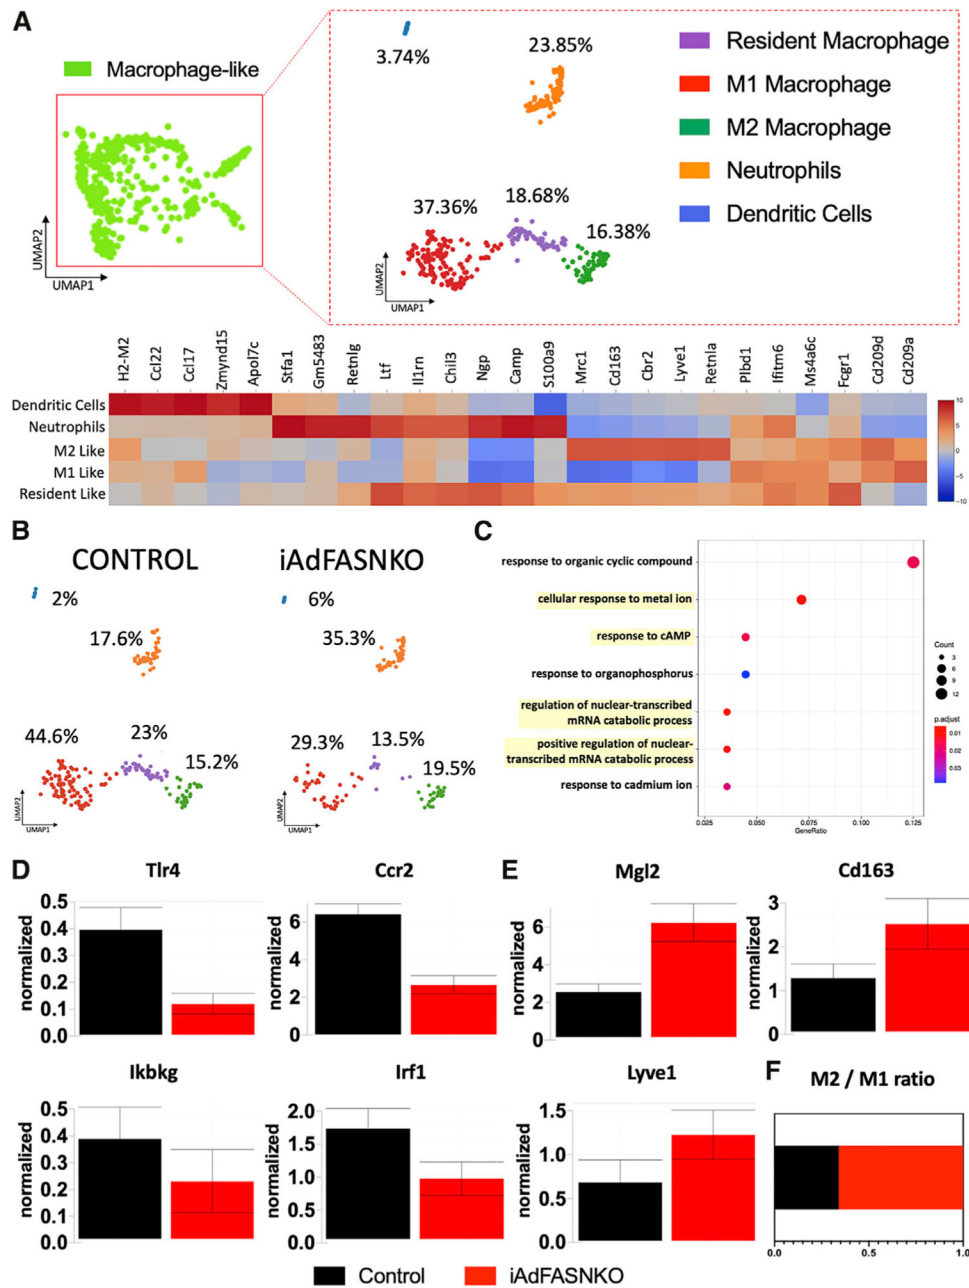 A
Macrophage-like
UMAP2
UMAP1
3.74%
23.85%
37.36%
18.68%
16.38%
UMAP2
UMAP1
Resident Macrophage
M1 Macrophage
M2 Macrophage
Neutrophils
Dendritic Cells
H2-M2 Ccl22 Ccl17 Zmynd15 Apol7c Stfa1 Gm5483 Retnlg Ltf Il1rn Chil3 Ngp Camp S100a9 Mrc1 Cd163 Cbr2 Lyve1 Retnla Plbd1 Ifitm6 Ms4a6c Fcgr1 Cd209d Cd209a
Dendritic Cells
Neutrophils
M2 Like
M1 Like
Resident Like
10
5
0
-5
-10
B
CONTROL
2%
17.6%
44.6%
23%
15.2%
UMAP2
UMAP1
iAdFASNKO
6%
35.3%
29.3%
13.5%
19.5%
UMAP2
UMAP1
C
response to organic cyclic compound
cellular response to metal ion
response to cAMP
response to organophosphorus
regulation of nuclear-transcribed
mRNA catabolic process
positive regulation of nuclear-
transcribed mRNA catabolic process
response to cadmium ion
0.025 0.050 0.075 0.100 0.125
GeneRatio
Count
3
6
9
12
p.adjust
0.01
0.02
0.03
D
Tlr4
normalized
0.5
0.4
0.3
0.2
0.1
0.0
Ccr2
normalized
6
4
2
0
E
Mgl2
normalized
6
4
2
0
Cd163
normalized
3
2
1
0
Ikbkg
normalized
0.5
0.4
0.3
0.2
0.1
0.0
Irf1
normalized
2.0
1.5
1.0
0.5
0.0
Lyve1
normalized
1.5
1.0
0.5
0.0
F
M2 / M1 ratio
0.0 0.5 1.0
Control
iAdFASNKO